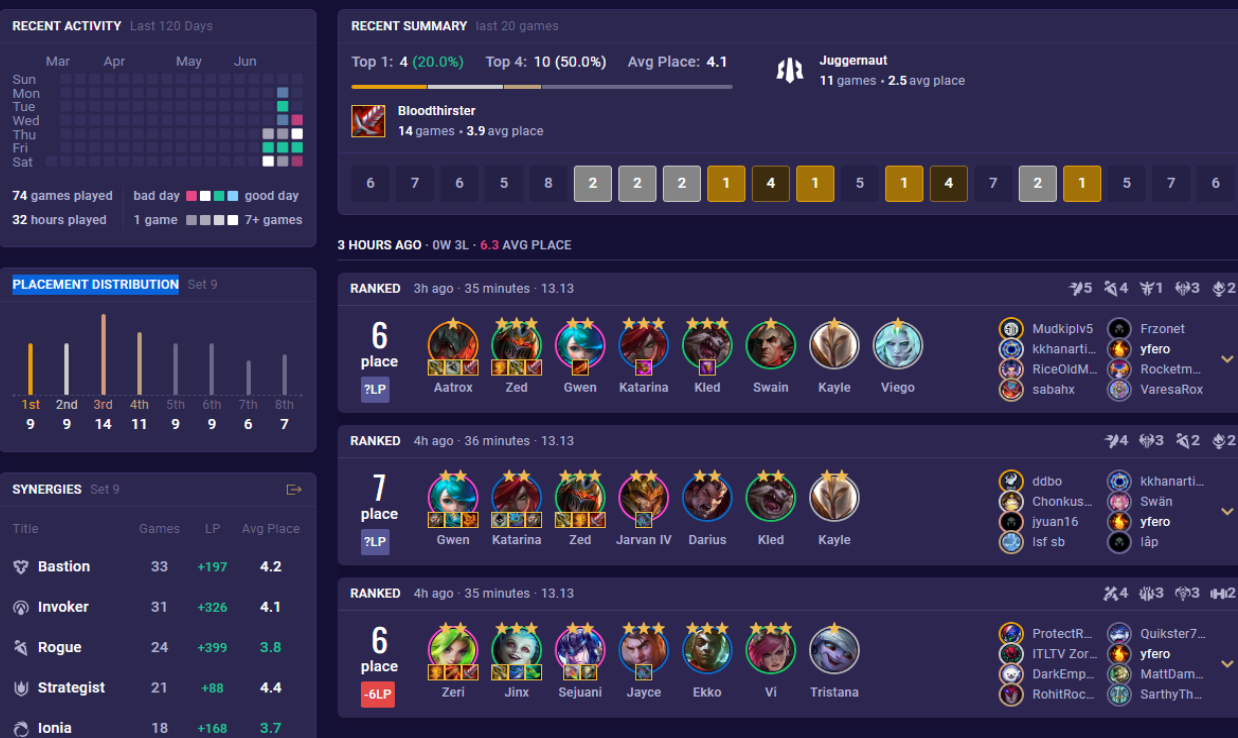 RECENT ACTIVITY Last 120 Days
Mar Apr May Jun
Sun
Mon
Tue
Wed
Thu
Fri
Sat
74 games played bad day good day
32 hours played 1 game 7+ games
PLACEMENT DISTRIBUTION Set 9
1st 2nd 3rd 4th 5th 6th 7th 8th
9 9 14 11 9 9 6 7
SYNERGIES Set 9
Title Games LP Avg Place
Bastion 33 +197 4.2
Invoker 31 +326 4.1
Rogue 24 +399 3.8
Strategist 21 +88 4.4
Ionia 18 +168 3.7
RECENT SUMMARY last 20 games
Top 1: 4 (20.0%) Top 4: 10 (50.0%) Avg Place: 4.1
Juggernaut
11 games • 2.5 avg place
Bloodthirster
14 games • 3.9 avg place
6 7 6 5 8 2 2 2 1 4 1 5 1 4 7 2 1 5 7 6
3 HOURS AGO · 0W 3L · 6.3 AVG PLACE
RANKED 3h ago · 35 minutes · 13.13 5 4 1 3 2
6
place
?LP
Aatrox Zed Gwen Katarina Kled Swain Kayle Viego
Mudkiplv5 Frzonet
kkhanarti... yfero
RiceOldM... Rocketm...
sabahx VaresaRox
RANKED 4h ago · 36 minutes · 13.13 4 3 2 2
7
place
?LP
Gwen Katarina Zed Jarvan IV Darius Kled Kayle
ddbo kkhanarti...
Chonkus... Swän
jyuan16 yfero
lsf sb lâp
RANKED 4h ago · 35 minutes · 13.13 4 3 3 2
6
place
-6LP
Zeri Jinx Sejuani Jayce Ekko Vi Tristana
ProtectR... Quikster7...
ITLTV Zor... yfero
DarkEmp... MattDam...
RohitRoc... SarthyTh...